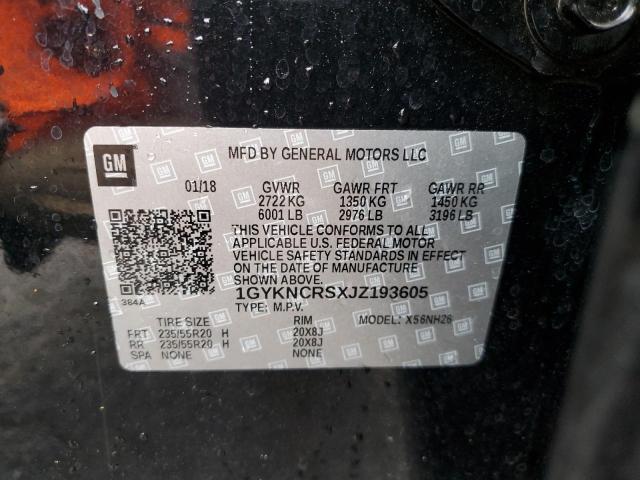 GM
MFD BY GENERAL MOTORS LLC
01/18 GVWR GAWR FRT GAWR RR
2722 KG 1350 KG 1450 KG
6001 LB 2976 LB 3196 LB
THIS VEHICLE CONFORMS TO ALL
APPLICABLE U.S. FEDERAL MOTOR
VEHICLE SAFETY STANDARDS IN EFFECT
ON THE DATE OF MANUFACTURE
SHOWN ABOVE.
384A
1GYKNCRSXJZ193605
TYPE: M.P.V.
TIRE SIZE RIM MODEL: X56NH26
FRT 235/55R20 H 20X8J
RR 235/55R20 H 20X8J
SPA NONE NONE